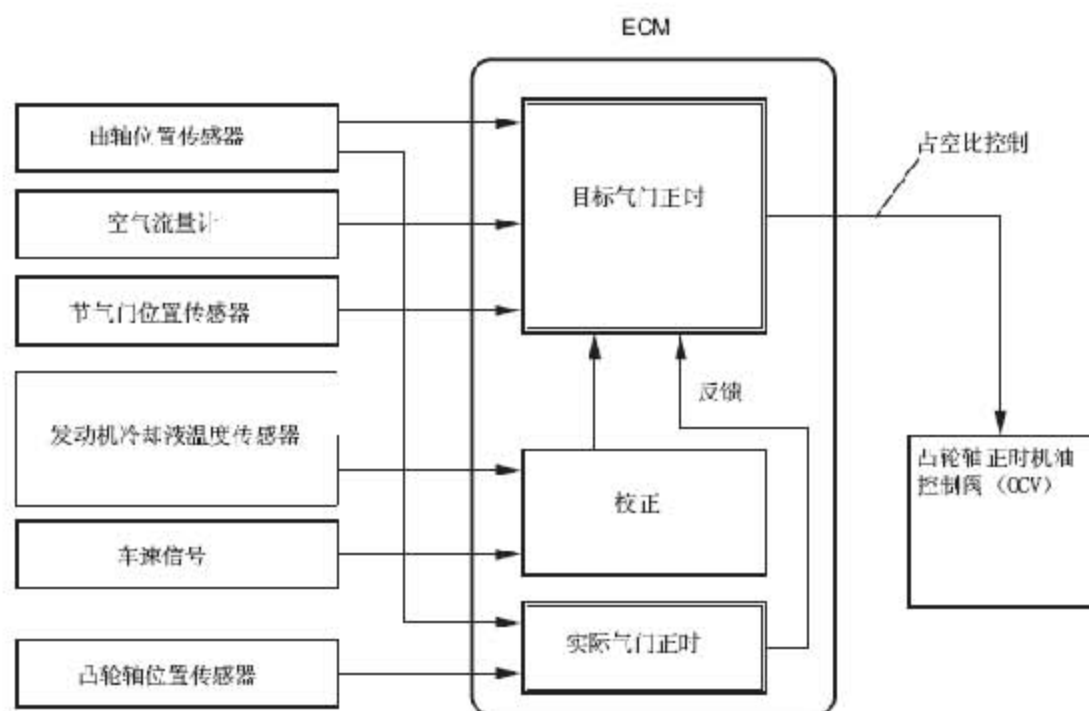 ECM
曲轴位置传感器
空气流量计
节气门位置传感器
发动机冷却液温度传感器
车速信号
凸轮轴位置传感器
目标气门正时
反馈
校正
实际气门正时
占空比控制
凸轮轴正时机油
控制阀（OCV）